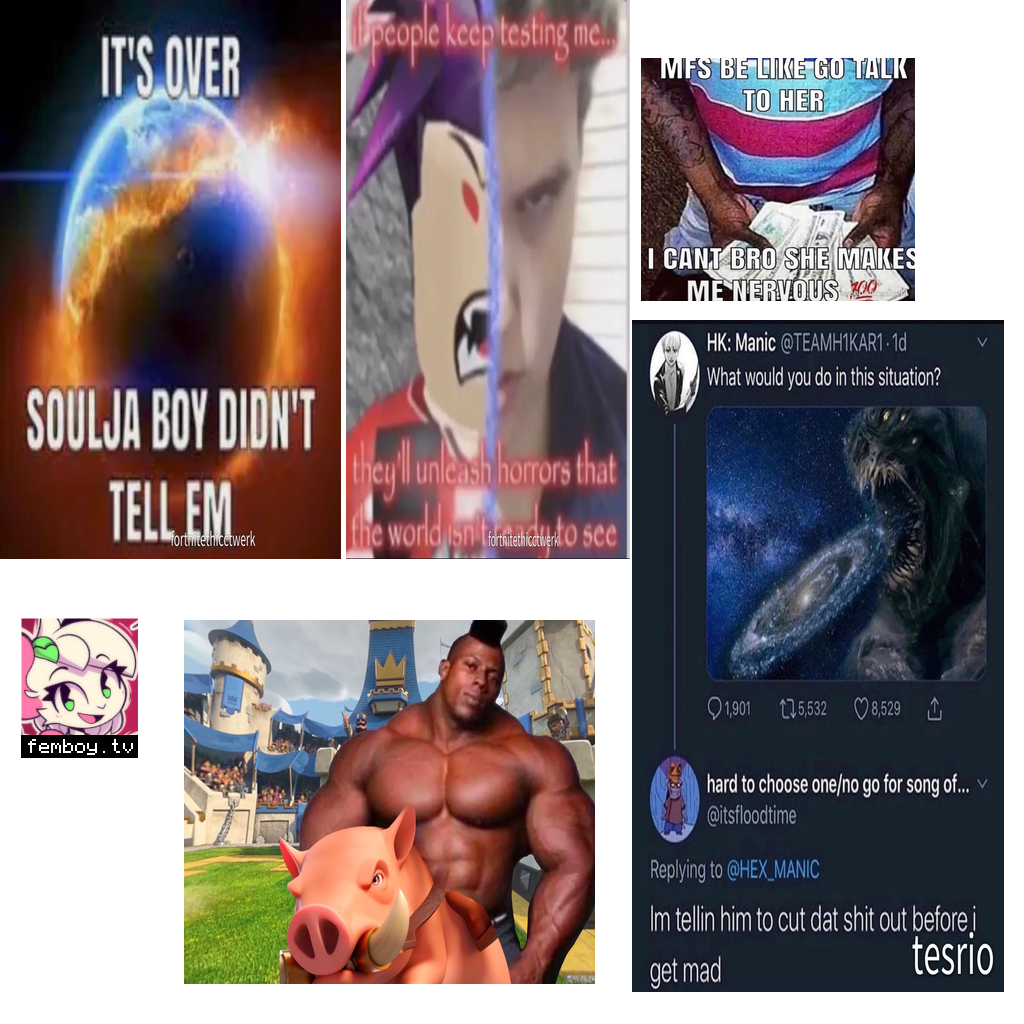 IT'S OVER
SOULJA BOY DIDN'T
TELL EM
fortnitethicctwerk
if people keep testing me...
they'll unleash horrors that
the world isn't ready to see
fortnitethicctwerk
MFS BE LIKE GO TALK
TO HER
I CANT BRO SHE MAKES
ME NERVOUS 💯
HK: Manic @TEAMH1KAR1 · 1d
What would you do in this situation?
1,901 5,532 8,529
hard to choose one/no go for song of...
@itsfloodtime
Replying to @HEX_MANIC
Im tellin him to cut dat shit out before i
get mad
tesrio
femboy.tv